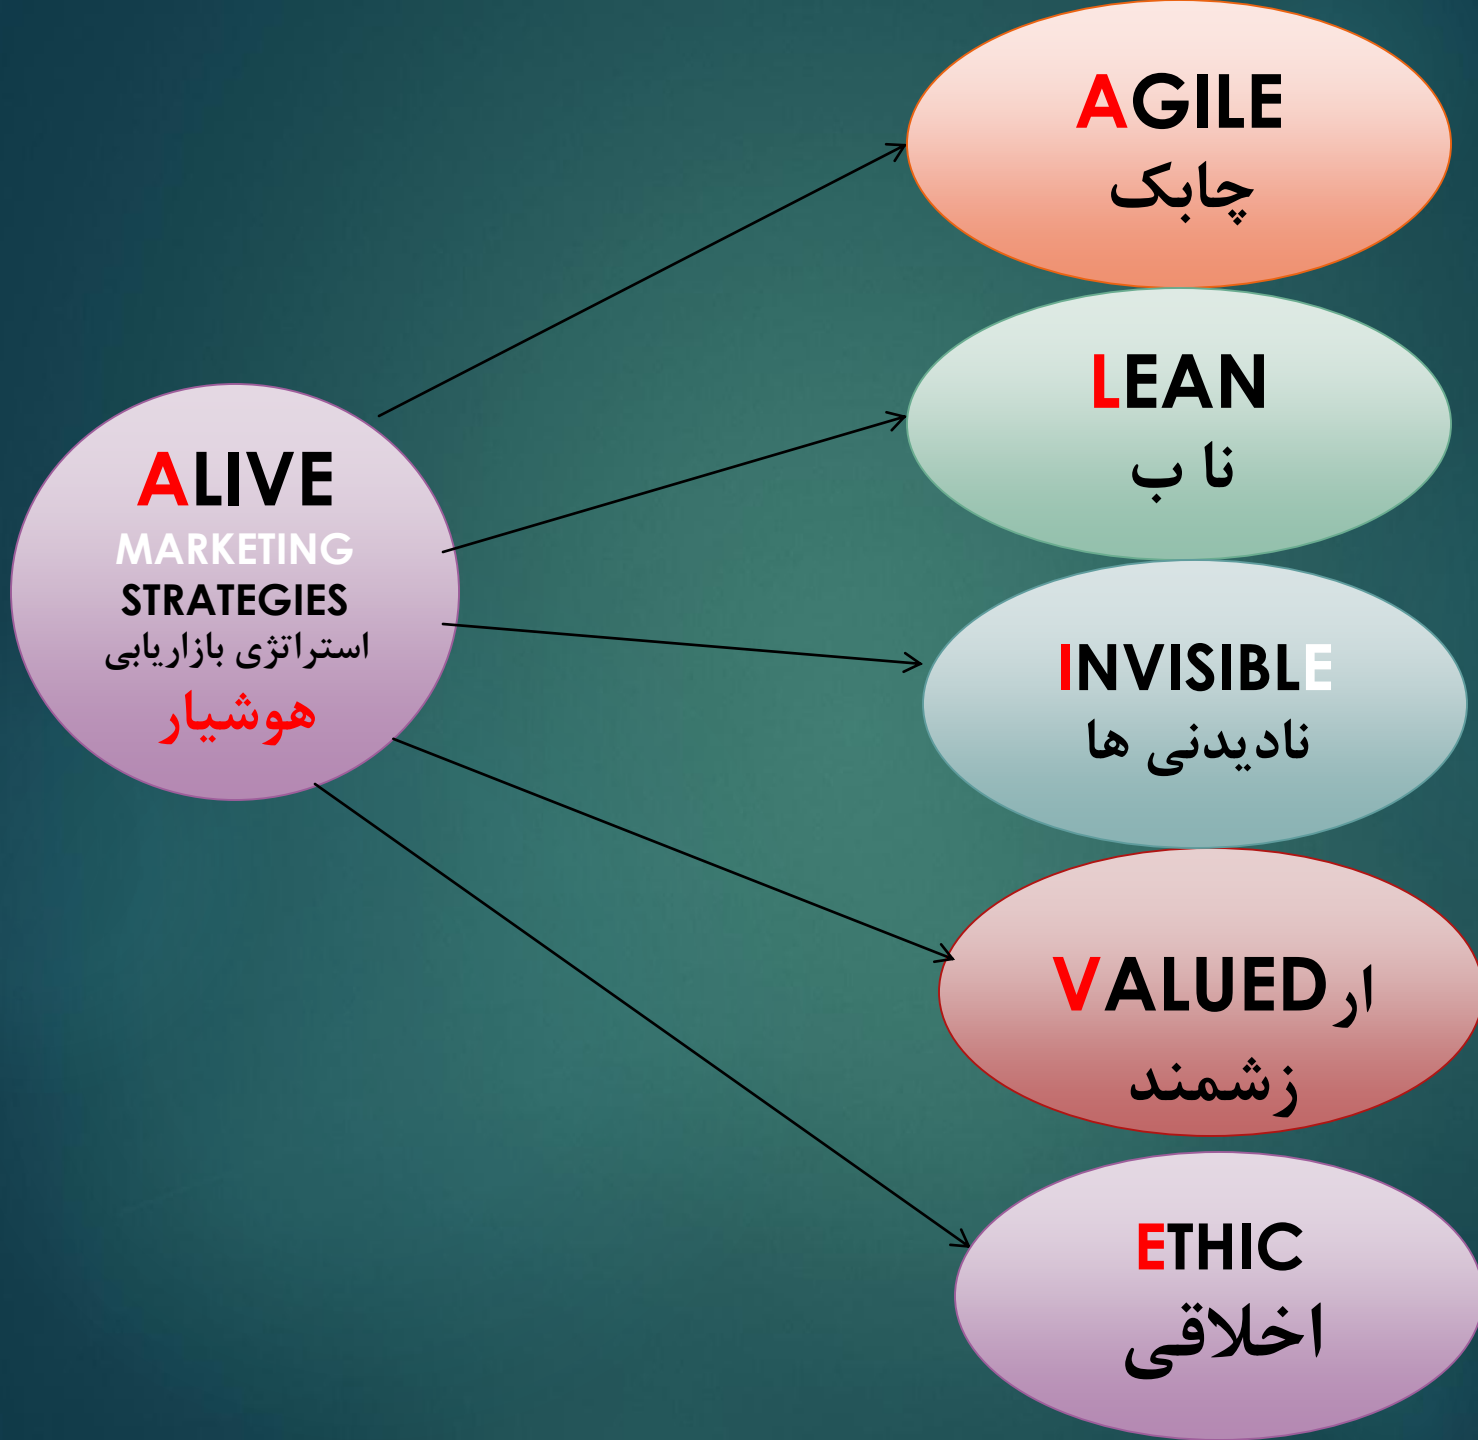 ALIVE
MARKETING
STRATEGIES
استراتژی بازاریابی
هوشیار
AGILE
چابک
LEAN
نا ب
INVISIBLE
نادیدنی ها
VALUED ار
زشمند
ETHIC
اخلاقی